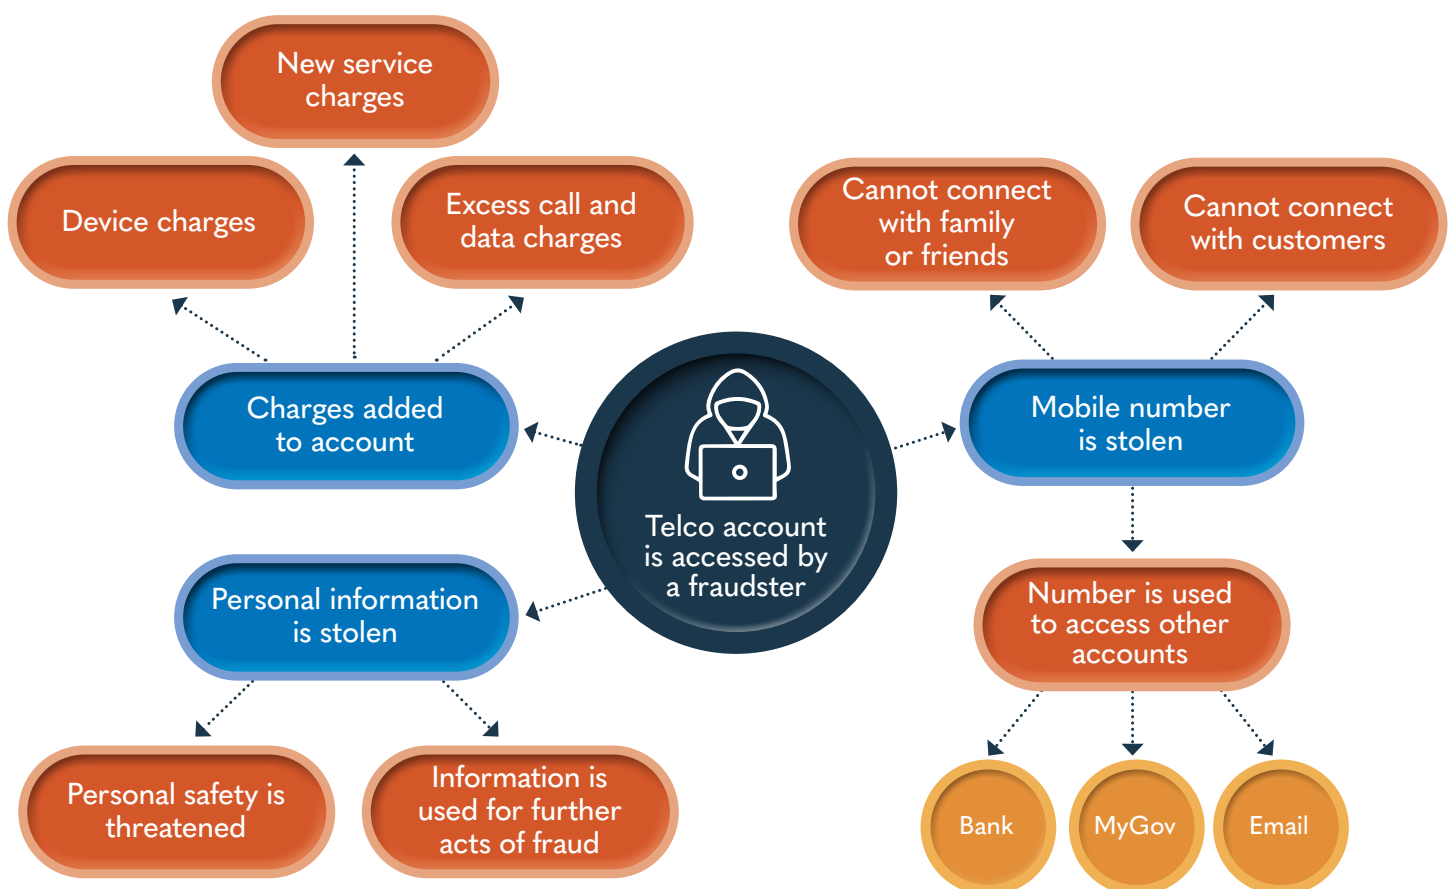 New service
charges
Device charges
Excess call and
data charges
Cannot connect
with family
or friends
Cannot connect
with customers
Charges added
to account
Mobile number
is stolen
Telco account
is accessed by
a fraudster
Personal information
is stolen
Number is used
to access other
accounts
Personal safety is
threatened
Information is
used for further
acts of fraud
Bank
MyGov
Email